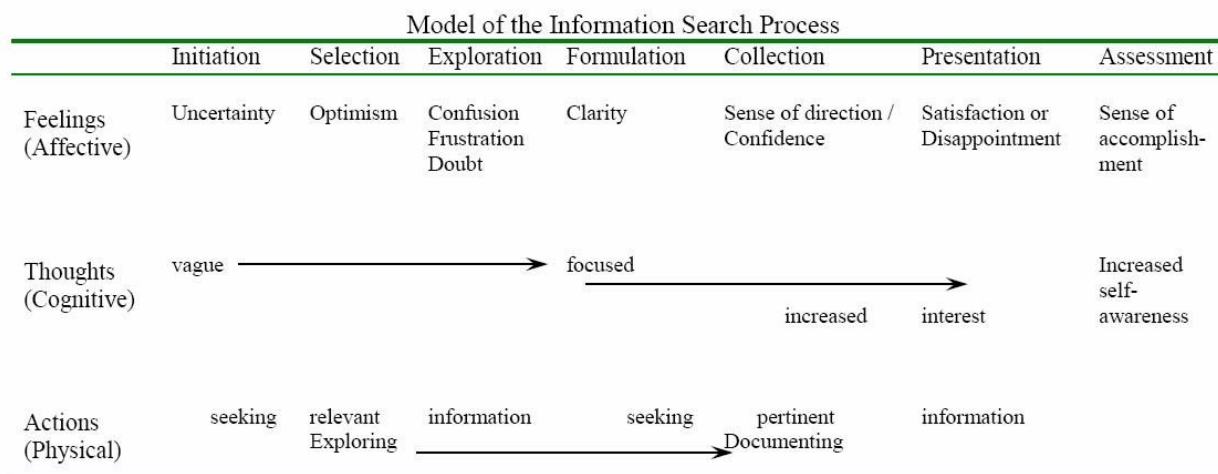 Model of the Information Search Process
Initiation Selection Exploration Formulation Collection Presentation Assessment
Feelings
(Affective)
Uncertainty
Optimism
Confusion
Frustration
Doubt
Clarity
Sense of direction /
Confidence
Satisfaction or
Disappointment
Sense of
accomplish-
ment
Thoughts
(Cognitive)
vague
focused
increased interest
Increased
self-
awareness
Actions
(Physical)
seeking relevant information seeking pertinent information
Exploring Documenting